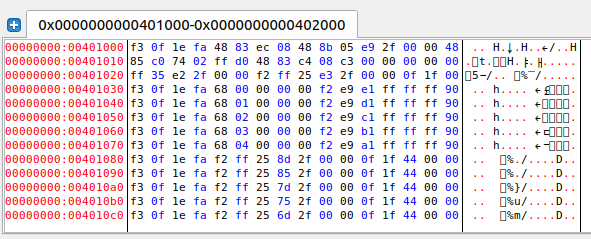 0x0000000000401000-0x0000000000402000
00000000:00401000 f3 0f 1e fa 48 83 ec 08 48 8b 05 e9 2f 00 00 48
00000000:00401010 85 c0 74 02 ff d0 48 83 c4 08 c3 00 00 00 00 00
00000000:00401020 ff 35 e2 2f 00 00 f2 ff 25 e3 2f 00 00 0f 1f 00
00000000:00401030 f3 0f 1e fa 68 00 00 00 00 f2 e9 e1 ff ff ff 90 .. h....
00000000:00401040 f3 0f 1e fa 68 01 00 00 00 f2 e9 d1 ff ff ff 90 .. h....
00000000:00401050 f3 0f 1e fa 68 02 00 00 00 f2 e9 c1 ff ff ff 90 .. h....
00000000:00401060 f3 0f 1e fa 68 03 00 00 00 f2 e9 b1 ff ff ff 90 .. h....
00000000:00401070 f3 0f 1e fa 68 04 00 00 00 f2 e9 a1 ff ff ff 90 .. h....
00000000:00401080 f3 0f 1e fa f2 ff 25 8d 2f 00 00 0f 1f 44 00 00 .. %./....D..
00000000:00401090 f3 0f 1e fa f2 ff 25 85 2f 00 00 0f 1f 44 00 00 .. %./....D..
00000000:004010a0 f3 0f 1e fa f2 ff 25 7d 2f 00 00 0f 1f 44 00 00 .. %}/....D..
00000000:004010b0 f3 0f 1e fa f2 ff 25 75 2f 00 00 0f 1f 44 00 00 .. %u/....D..
00000000:004010c0 f3 0f 1e fa f2 ff 25 6d 2f 00 00 0f 1f 44 00 00 .. %m/....D..